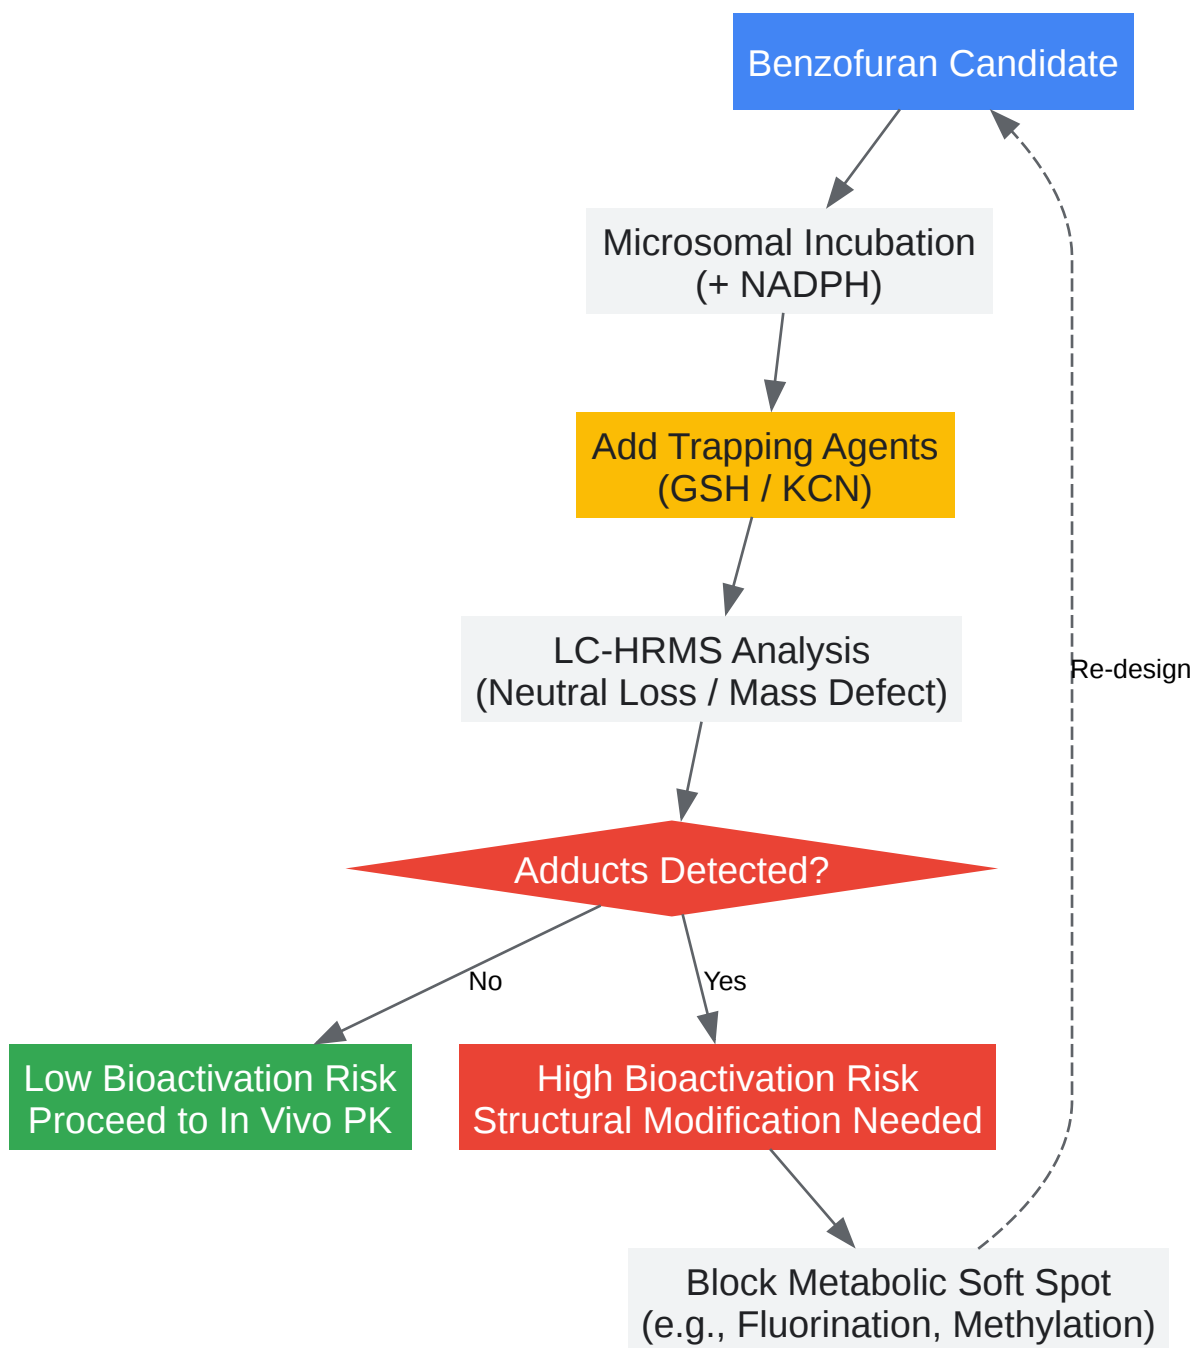 Benzofuran Candidate
Microsomal Incubation
(+ NADPH)
Add Trapping Agents
(GSH / KCN)
LC-HRMS Analysis
(Neutral Loss / Mass Defect)
Re-design
Adducts Detected?
No
Yes
Low Bioactivation Risk
Proceed to In Vivo PK
High Bioactivation Risk
Structural Modification Needed
Block Metabolic Soft Spot
(e.g., Fluorination, Methylation)